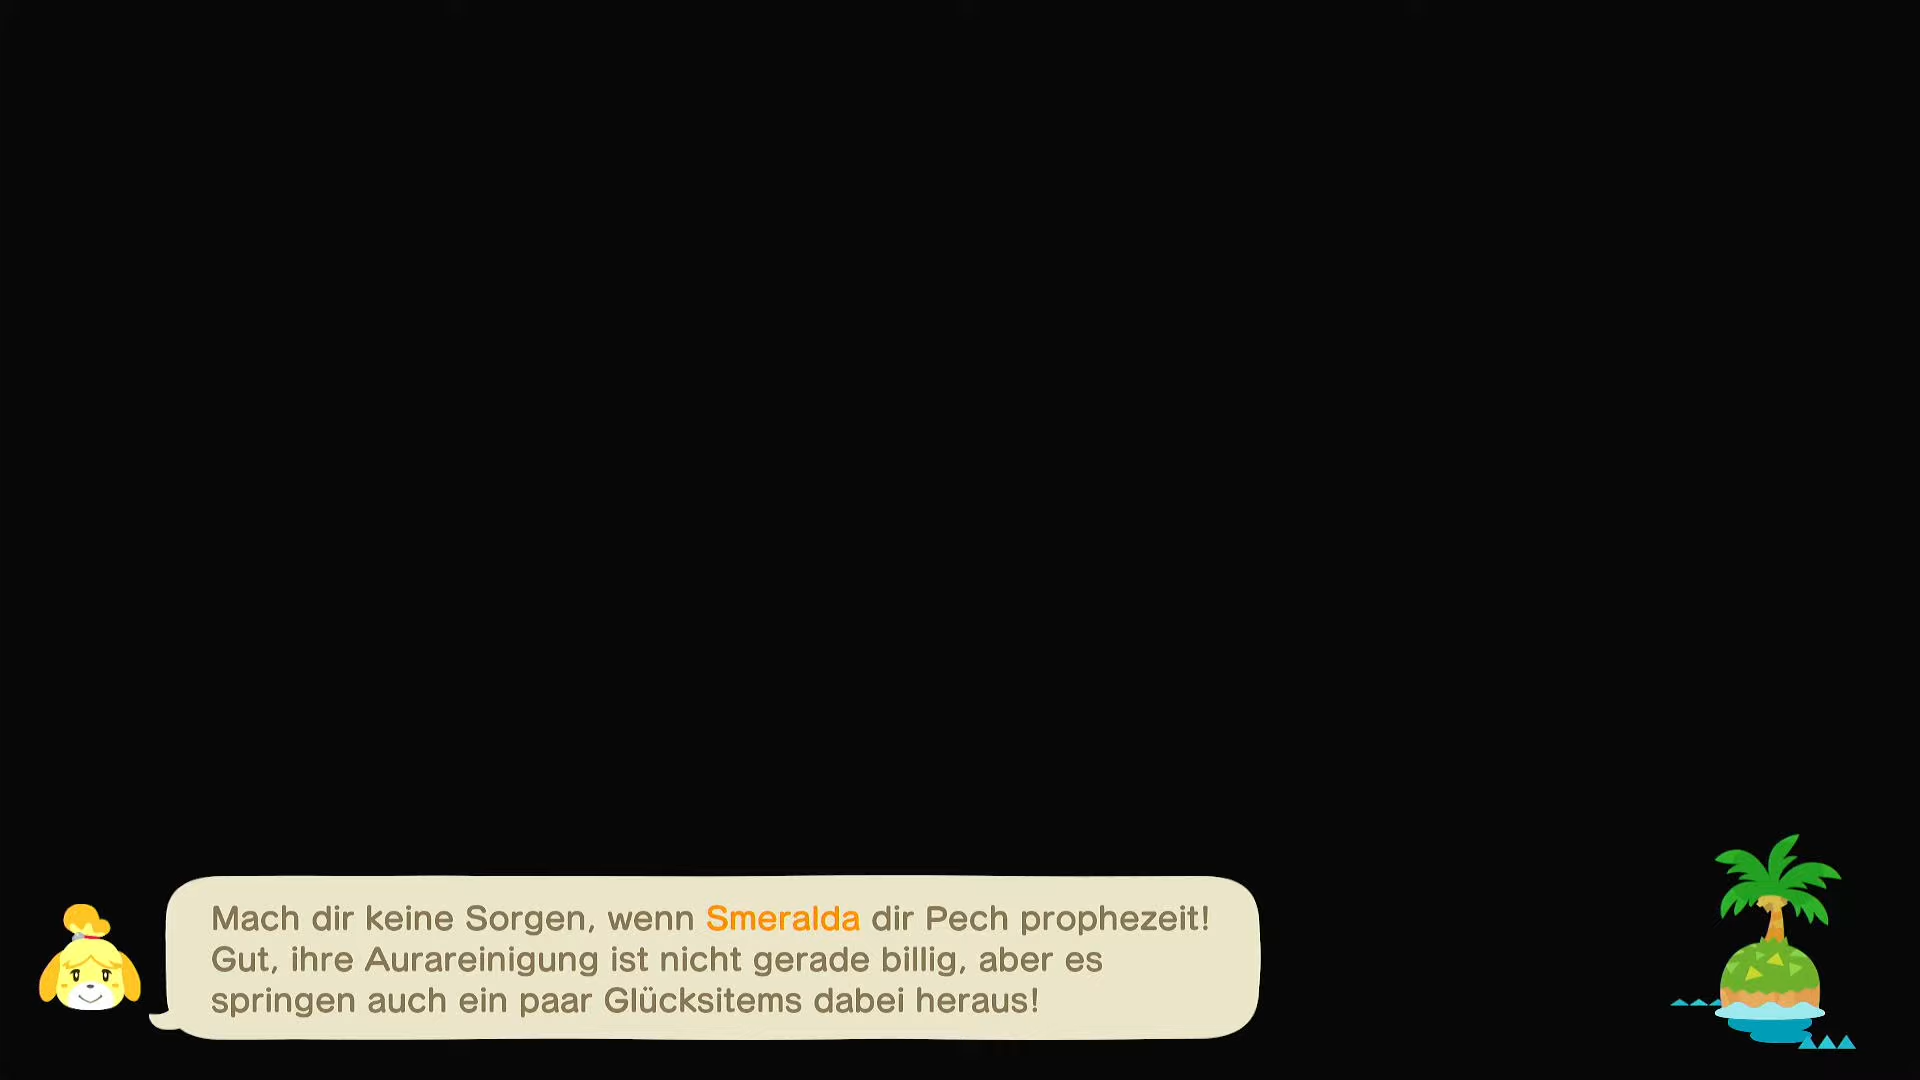 Mach dir keine Sorgen, wenn Smeralda dir Pech prophezeit!
Gut, ihre Aurareinigung ist nicht gerade billig, aber es
springen auch ein paar Glücksitems dabei heraus!